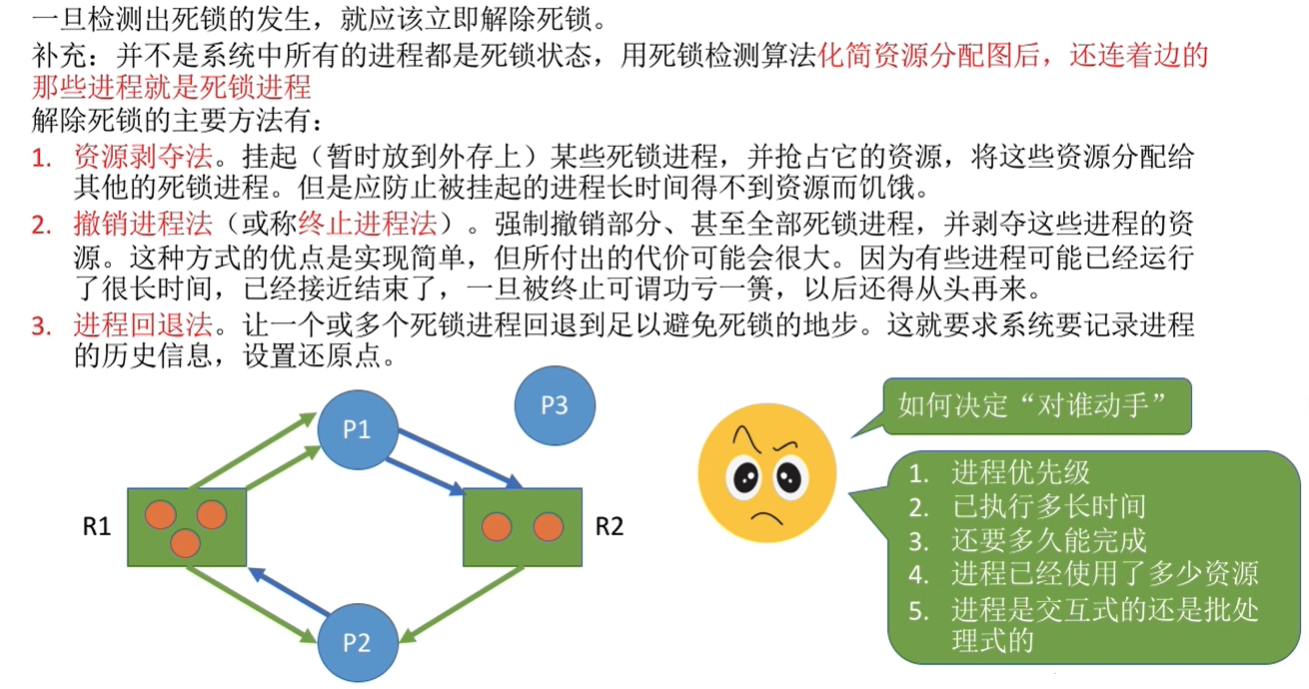 一旦检测出死锁的发生，就应该立即解除死锁。
补充：并不是系统中所有的进程都是死锁状态，用死锁检测算法化简资源分配图后，还连着边的
那些进程就是死锁进程
解除死锁的主要方法有：
1. 资源剥夺法。挂起（暂时放到外存上）某些死锁进程，并抢占它的资源，将这些资源分配给
其他的死锁进程。但是应防止被挂起的进程长时间得不到资源而饥饿。
2. 撤销进程法（或称终止进程法）。强制撤销部分、甚至全部死锁进程，并剥夺这些进程的资
源。这种方式的优点是实现简单，但所付出的代价可能会很大。因为有些进程可能已经运行
了很长时间，已经接近结束了，一旦被终止可谓功亏一篑，以后还得从头再来。
3. 进程回退法。让一个或多个死锁进程回退到足以避免死锁的地步。这就要求系统要记录进程
的历史信息，设置还原点。
P1
P3
R1
R2
P2
如何决定“对谁动手”
1. 进程优先级
2. 已执行多长时间
3. 还要多久能完成
4. 进程已经使用了多少资源
5. 进程是交互式的还是批处
理式的